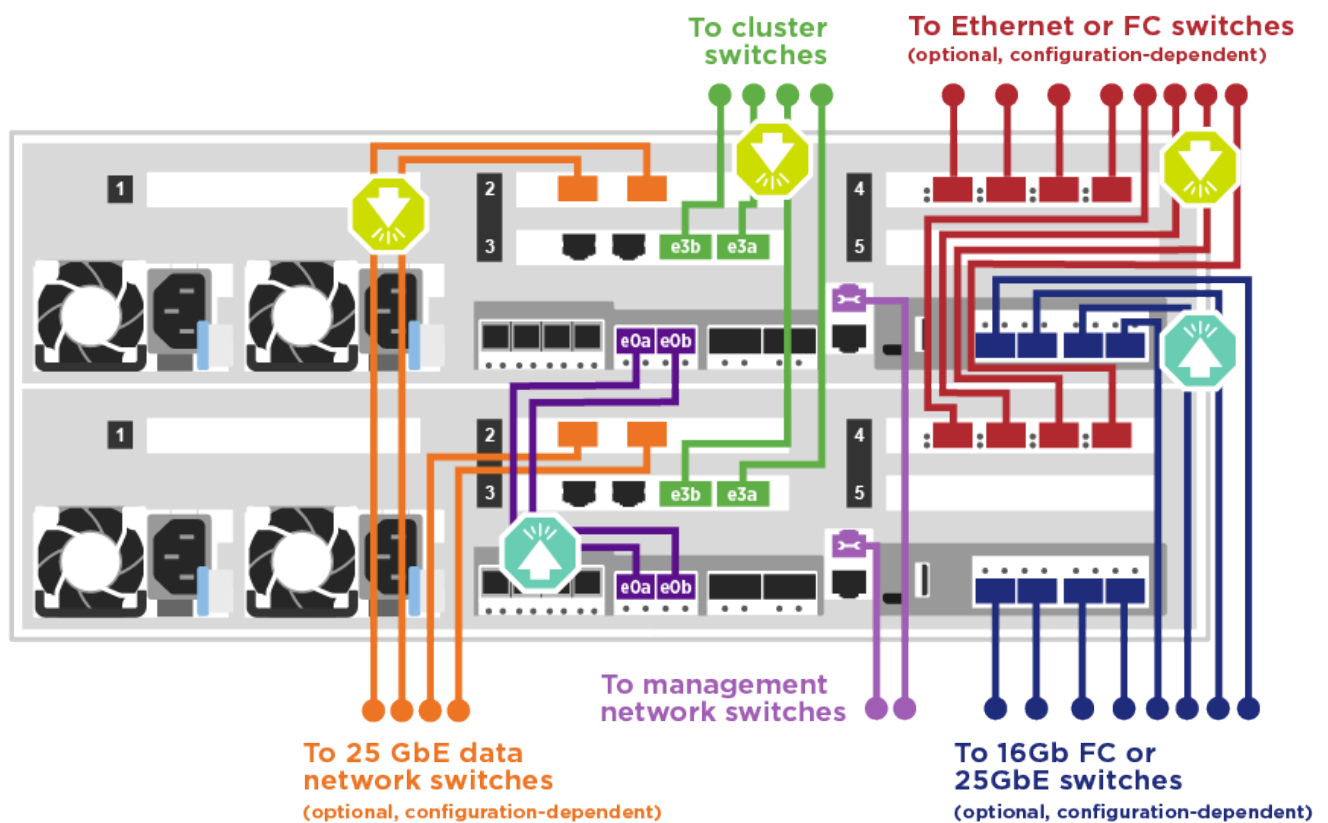 To cluster
switches
To Ethernet or FC switches
(optional, configuration-dependent)
1
2
4
3
e3b
e3a
5
e0a
e0b
1
2
4
3
e3b
e3a
5
e0a
e0b
To management
network switches
To 25 GbE data
network switches
(optional, configuration-dependent)
To 16Gb FC or
25GbE switches
(optional, configuration-dependent)